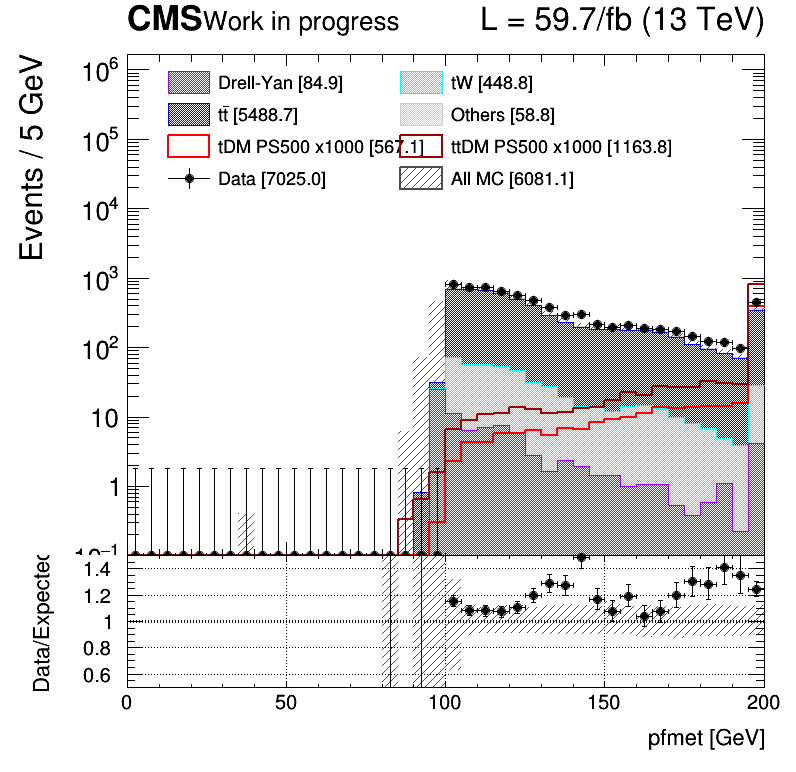 CMS Work in progress L = 59.7/fb (13 TeV)
Events / 5 GeV
10⁶
10⁵
10⁴
10³
10²
10
1
10⁻¹
Drell-Yan [84.9] tW [448.8]
tt̄ [5488.7] Others [58.8]
tDM PS500 x1000 [567.1] ttDM PS500 x1000 [1163.8]
Data [7025.0] All MC [6081.1]
Data/Expected
1.4
1.2
1
0.8
0.6
0 50 100 150 200
pfmet [GeV]